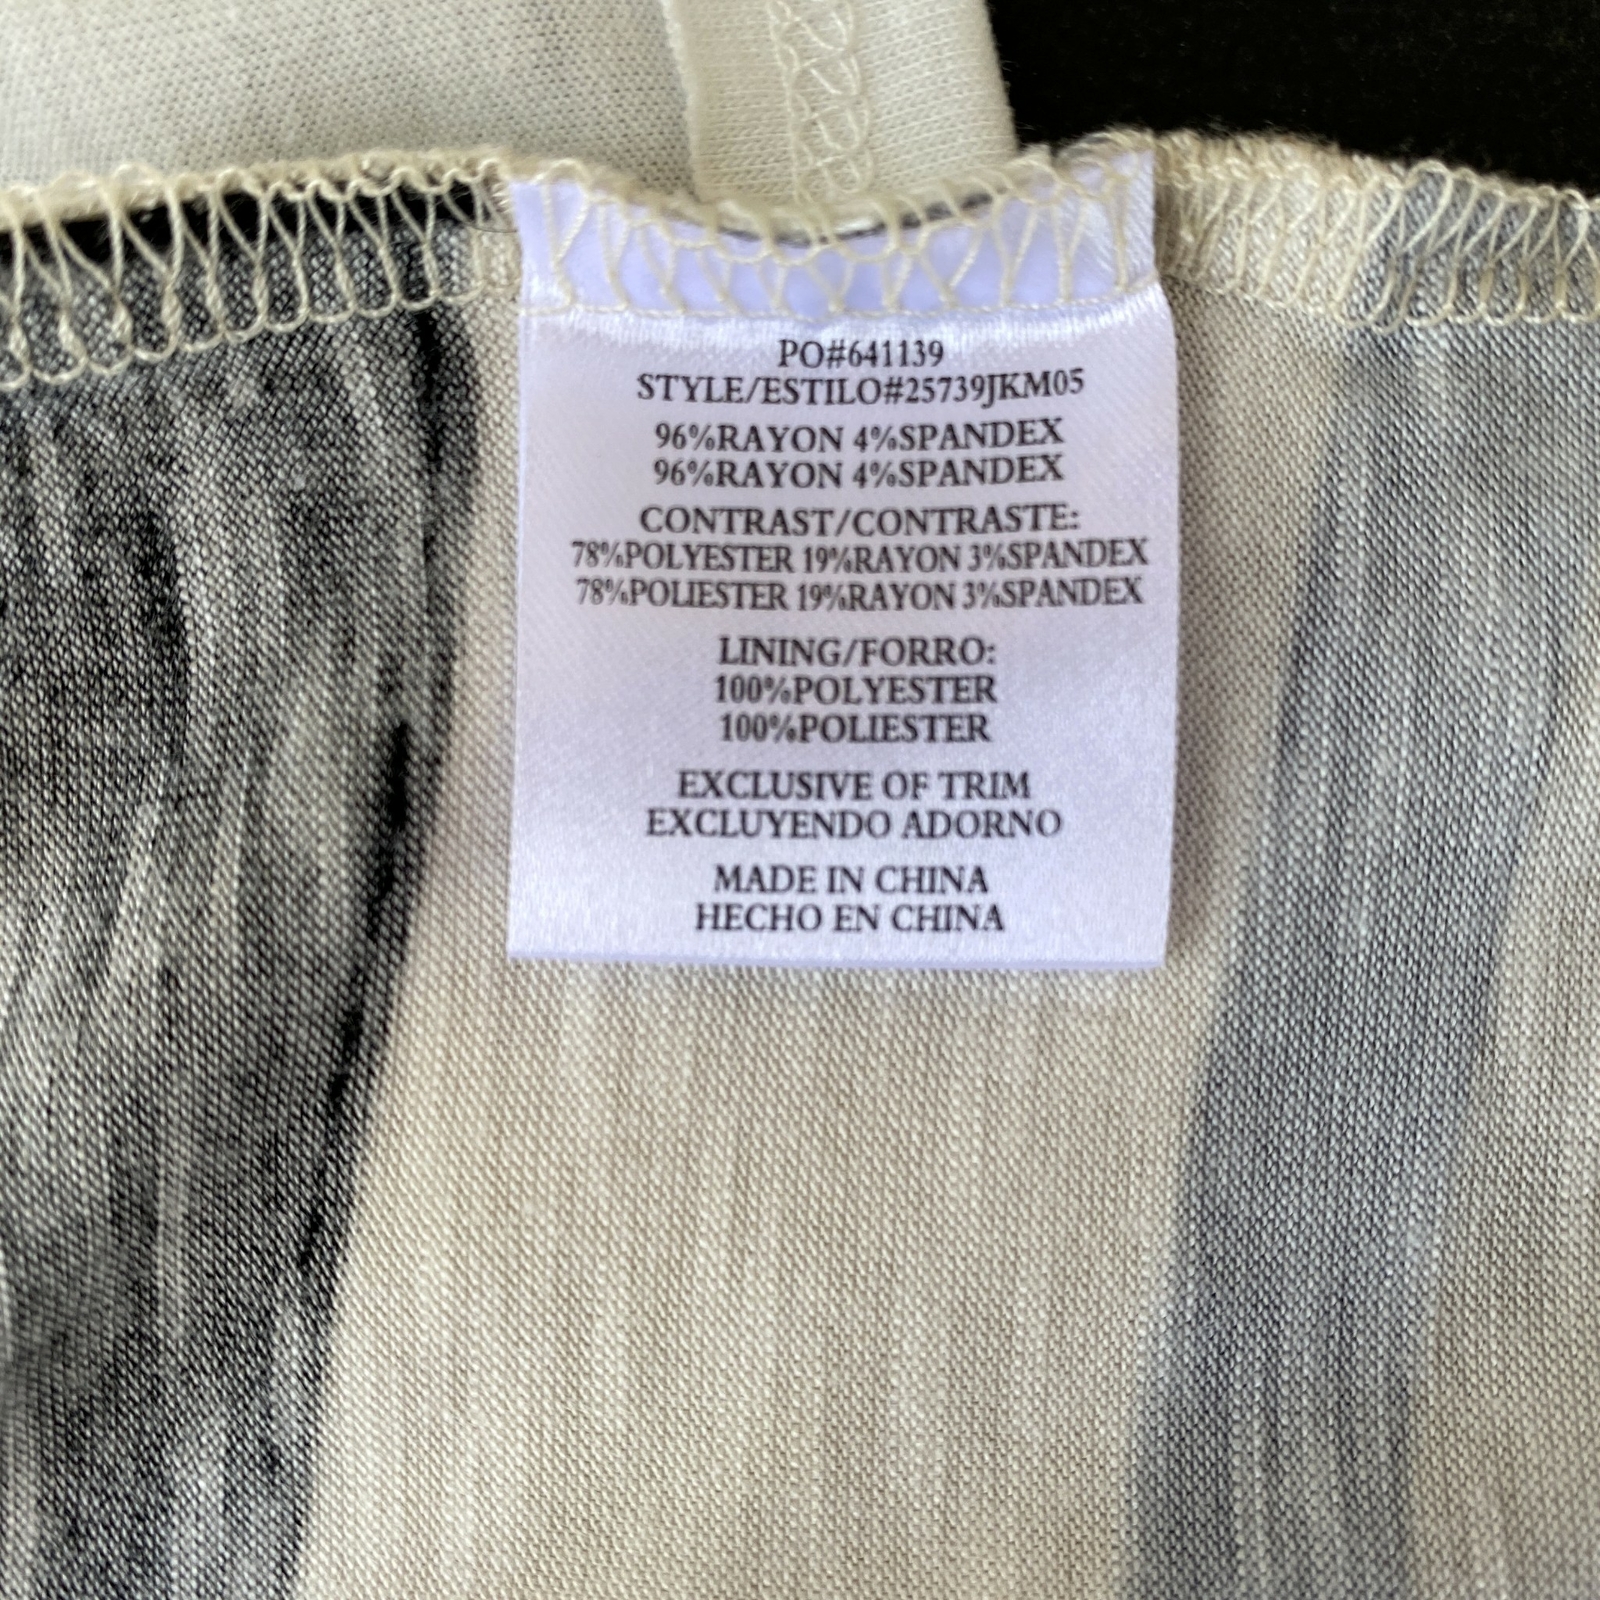 PO#641139
STYLE/ESTILO#25739JKM05
96%RAYON 4%SPANDEX
96%RAYON 4%SPANDEX
CONTRAST/CONTRASTE:
78%POLYESTER 19%RAYON 3%SPANDEX
78%POLIESTER 19%RAYON 3%SPANDEX
LINING/FORRO:
100%POLYESTER
100%POLIESTER
EXCLUSIVE OF TRIM
EXCLUYENDO ADORNO
MADE IN CHINA
HECHO EN CHINA